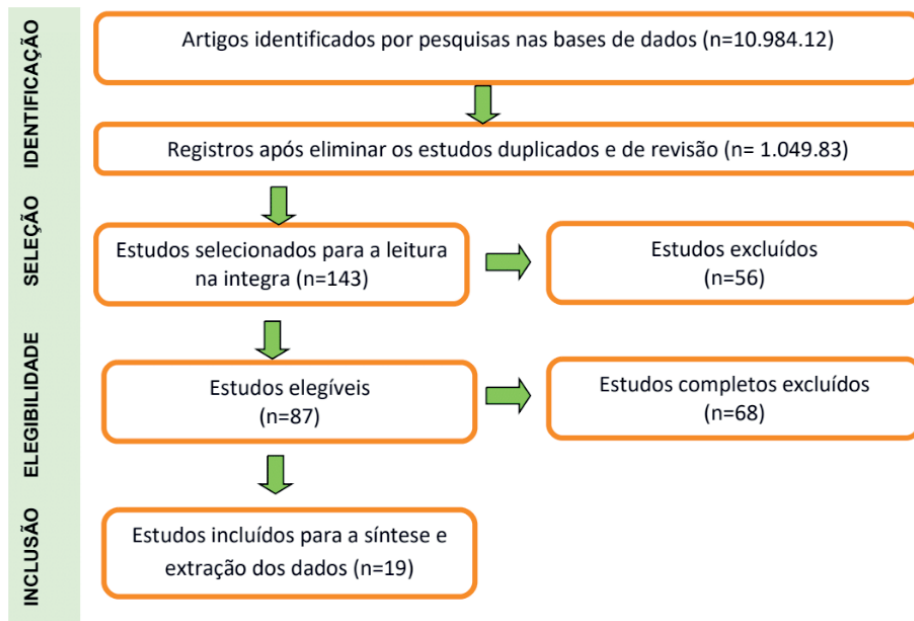 IDENTIFICAÇÃO
Artigos identificados por pesquisas nas bases de dados (n=10.984.12)
Registros após eliminar os estudos duplicados e de revisão (n= 1.049.83)
SELEÇÃO
Estudos selecionados para a leitura
na integra (n=143)
Estudos excluídos
(n=56)
ELEGIBILIDADE
Estudos elegíveis
(n=87)
Estudos completos excluídos
(n=68)
INCLUSÃO
Estudos incluídos para a síntese e
extração dos dados (n=19)